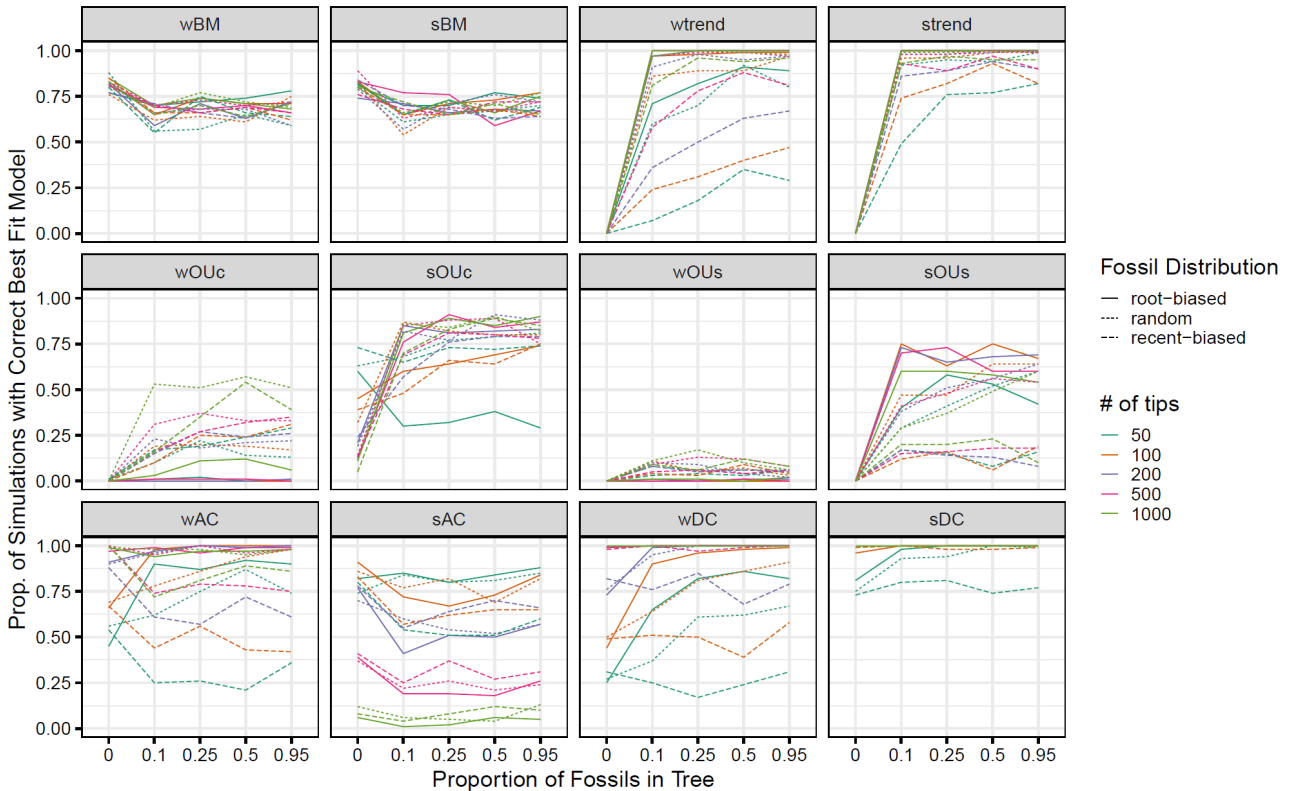 wBM sBM wtrend strend
1.00
0.75
0.50
0.25
0.00
wOUc sOUc wOUs sOUs
1.00
0.75
0.50
0.25
0.00
wAC sAC wDC sDC
1.00
0.75
0.50
0.25
0.00
0 0.1 0.25 0.5 0.95 0 0.1 0.25 0.5 0.95 0 0.1 0.25 0.5 0.95 0 0.1 0.25 0.5 0.95
Proportion of Fossils in Tree
Prop. of Simulations with Correct Best Fit Model
Fossil Distribution
root−biased
random
recent−biased
# of tips
50
100
200
500
1000